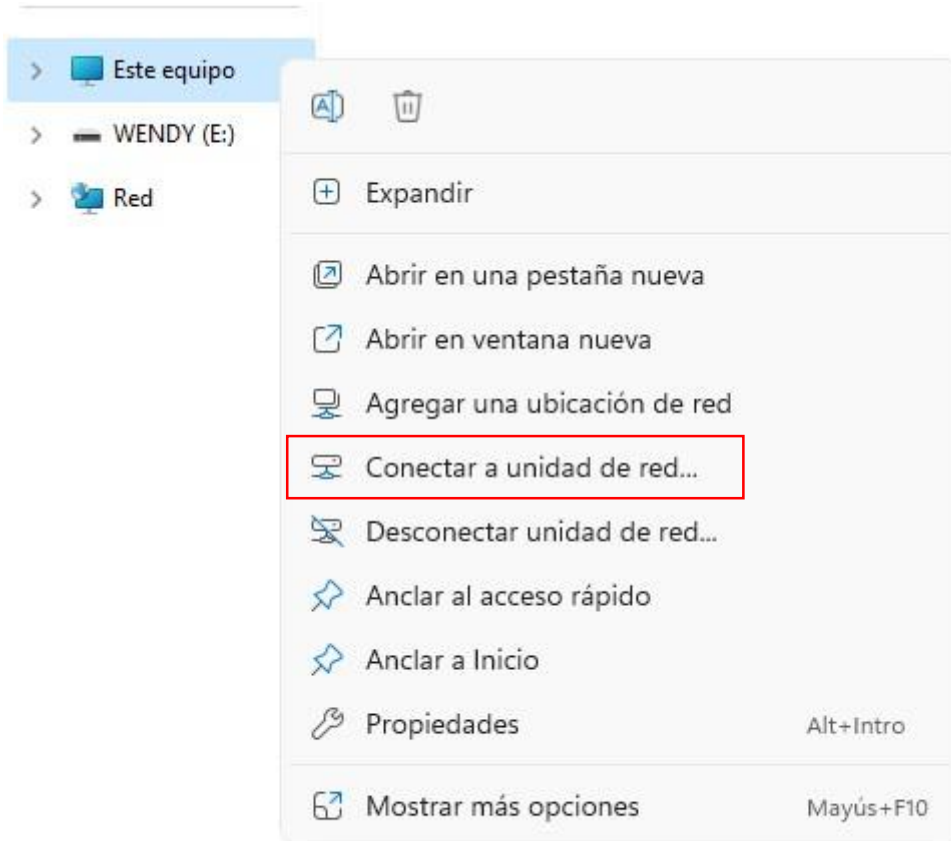 Este equipo
WENDY (E:)
Red
A
Expandir
Abrir en una pestaña nueva
Abrir en ventana nueva
Agregar una ubicación de red
Conectar a unidad de red...
Desconectar unidad de red...
Anclar al acceso rápido
Anclar a Inicio
Propiedades Alt+Intro
Mostrar más opciones Mayús+F10